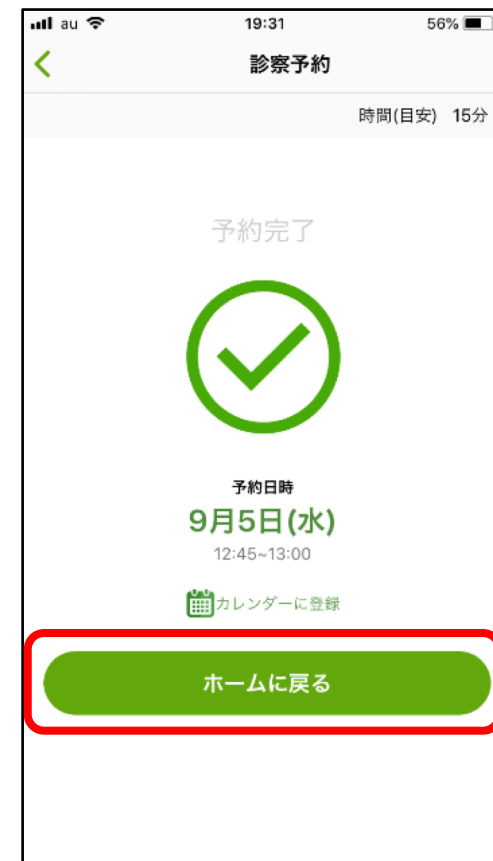 au 19:31 56%
診察予約
時間(目安) 15分
予約完了
予約日時
9月5日(水)
12:45~13:00
カレンダーに登録
ホームに戻る